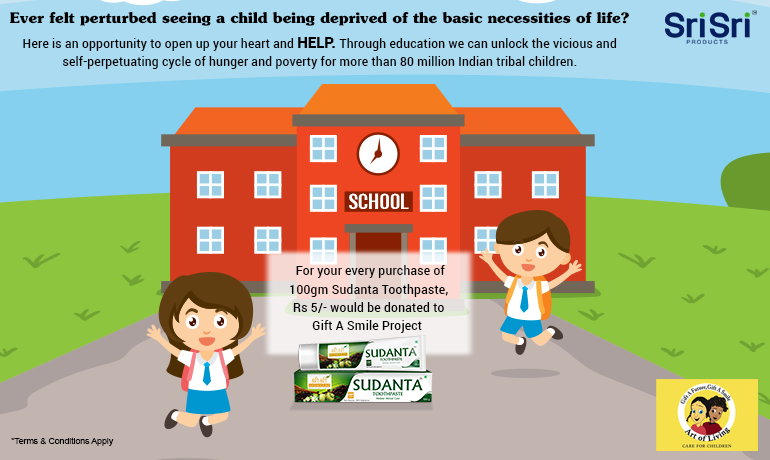 Ever felt perturbed seeing a child being deprived of the basic necessities of life?
Here is an opportunity to open up your heart and HELP. Through education we can unlock the vicious and
self-perpetuating cycle of hunger and poverty for more than 80 million Indian tribal children.
Sri Sri
PRODUCTS
SCHOOL
For your every purchase of
100gm Sudanta Toothpaste,
Rs 5/- would be donated to
Gift A Smile Project
SUDANTA
TOOTHPASTE
SUDANTA
TOOTHPASTE
Gift A Future, Gift A Smile
Art of Living
CARE FOR CHILDREN
*Terms & Conditions Apply